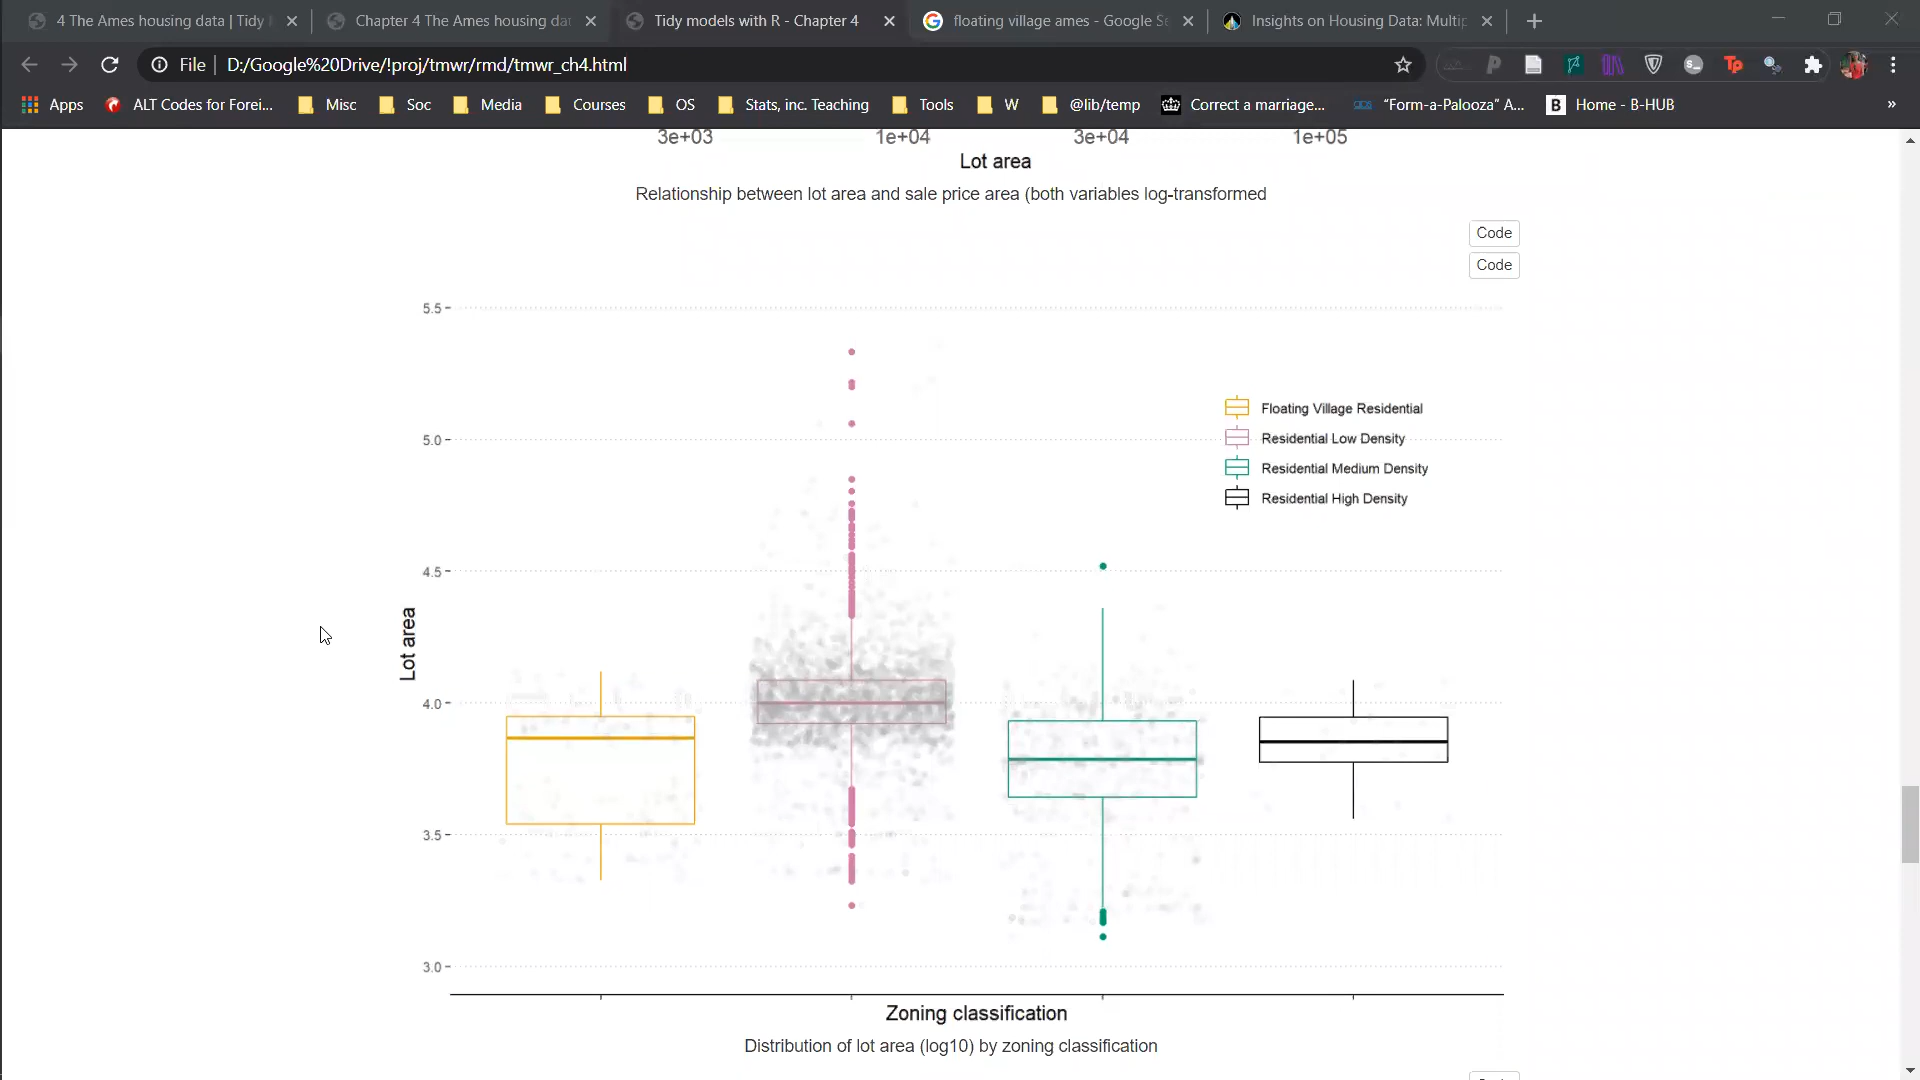 4 The Ames housing data | Tidy
Chapter 4 The Ames housing da
Tidy models with R - Chapter 4
floating village ames - Google Se
Insights on Housing Data: Multip
File
D:/Google%20Drive/!proj/tmwr/rmd/tmwr_ch4.html
Apps
ALT Codes for Forei...
Misc
Soc
Media
Courses
OS
Stats, inc. Teaching
Tools
W
@lib/temp
Correct a marriage...
"Form-a-Palooza" A...
B
Home - B-HUB
»
3e+03 1e+04 3e+04 1e+05
Lot area
Relationship between lot area and sale price area (both variables log-transformed
Code
Code
5.5
5.0
4.5
4.0
3.5
3.0
Lot area
Floating Village Residential
Residential Low Density
Residential Medium Density
Residential High Density
Zoning classification
Distribution of lot area (log10) by zoning classification